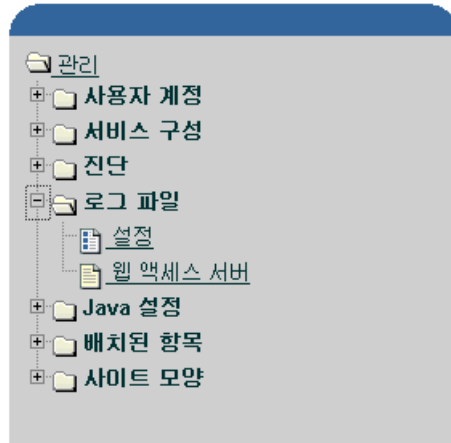 관리
사용자 계정
서비스 구성
진단
로그 파일
설정
웹 액세스 서버
Java 설정
배치된 항목
사이트 모양